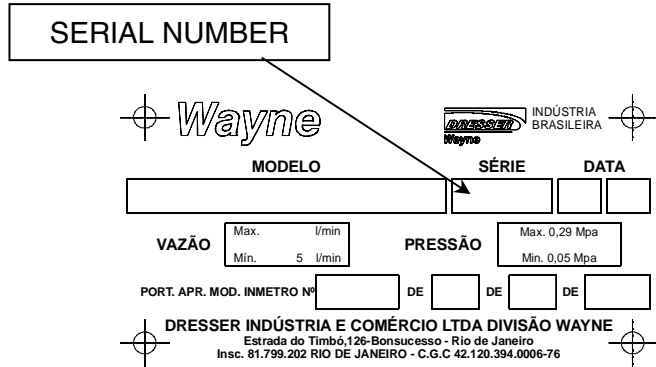 SERIAL NUMBER
Wayne
DRESSER
Wayne
INDÚSTRIA
BRASILEIRA
MODELO SÉRIE DATA
VAZÃO
Max. l/min
Mín. 5 l/min
PRESSÃO
Max. 0,29 Mpa
Min. 0,05 Mpa
PORT. APR. MOD. INMETRO Nº DE DE DE
DRESSER INDÚSTRIA E COMÉRCIO LTDA DIVISÃO WAYNE
Estrada do Timbó,126-Bonsucesso - Rio de Janeiro
Insc. 81.799.202 RIO DE JANEIRO - C.G.C 42.120.394.0006-76